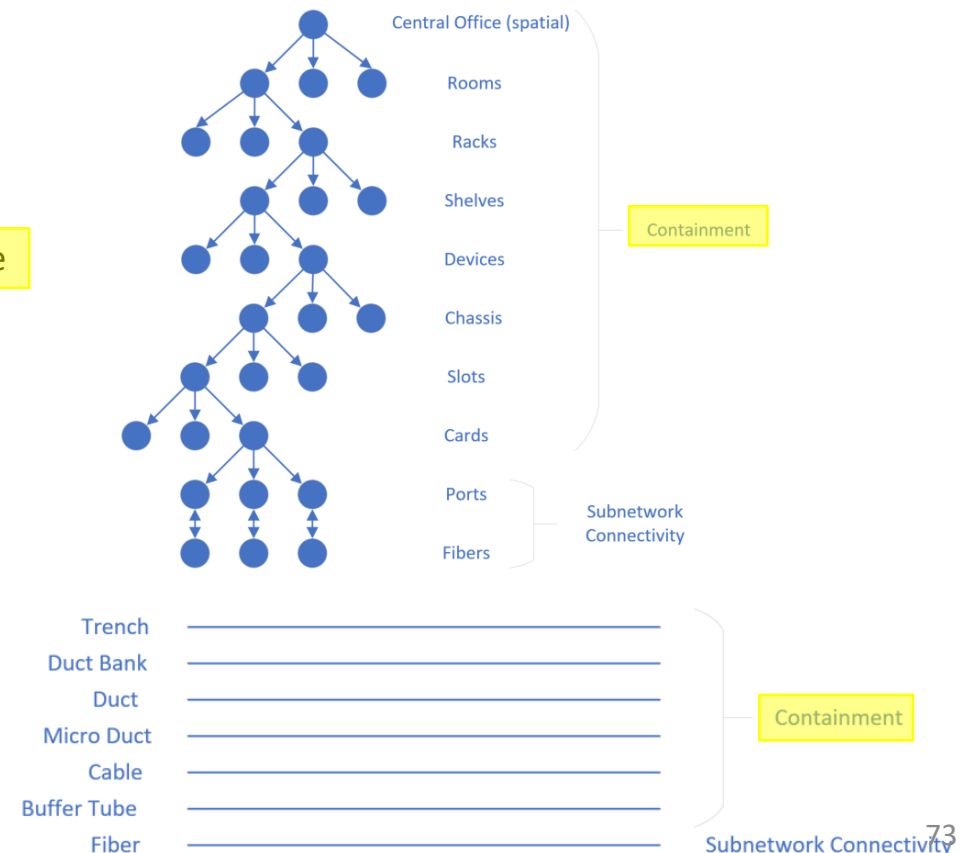 Central Office (spatial)
Rooms
Racks
Shelves
Containment
e
Devices
Chassis
Slots
Cards
Ports
Subnetwork
Connectivity
Fibers
Trench
Duct Bank
Duct
Containment
Micro Duct
Cable
Buffer Tube
Fiber
Subnetwork Connectivity
73